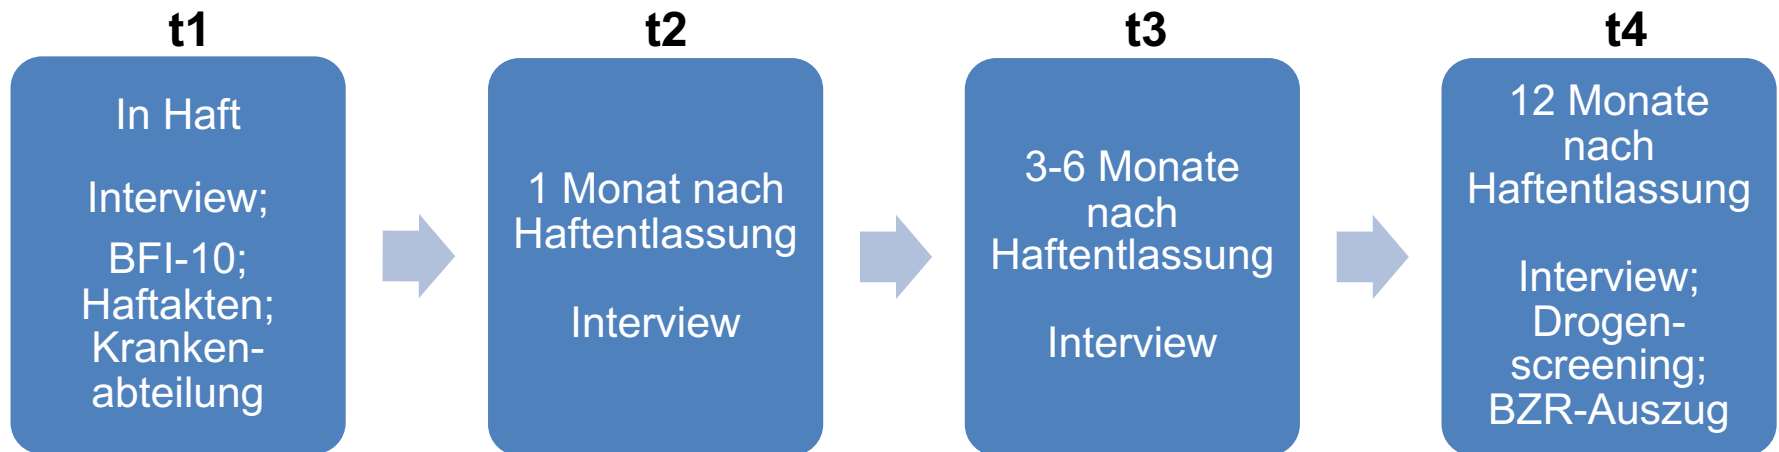 t1
In Haft
Interview;
BFI-10;
Haftakten;
Kranken-
abteilung
t2
1 Monat nach
Haftentlassung
Interview
t3
3-6 Monate
nach
Haftentlassung
Interview
t4
12 Monate
nach
Haftentlassung
Interview;
Drogen-
screening;
BZR-Auszug